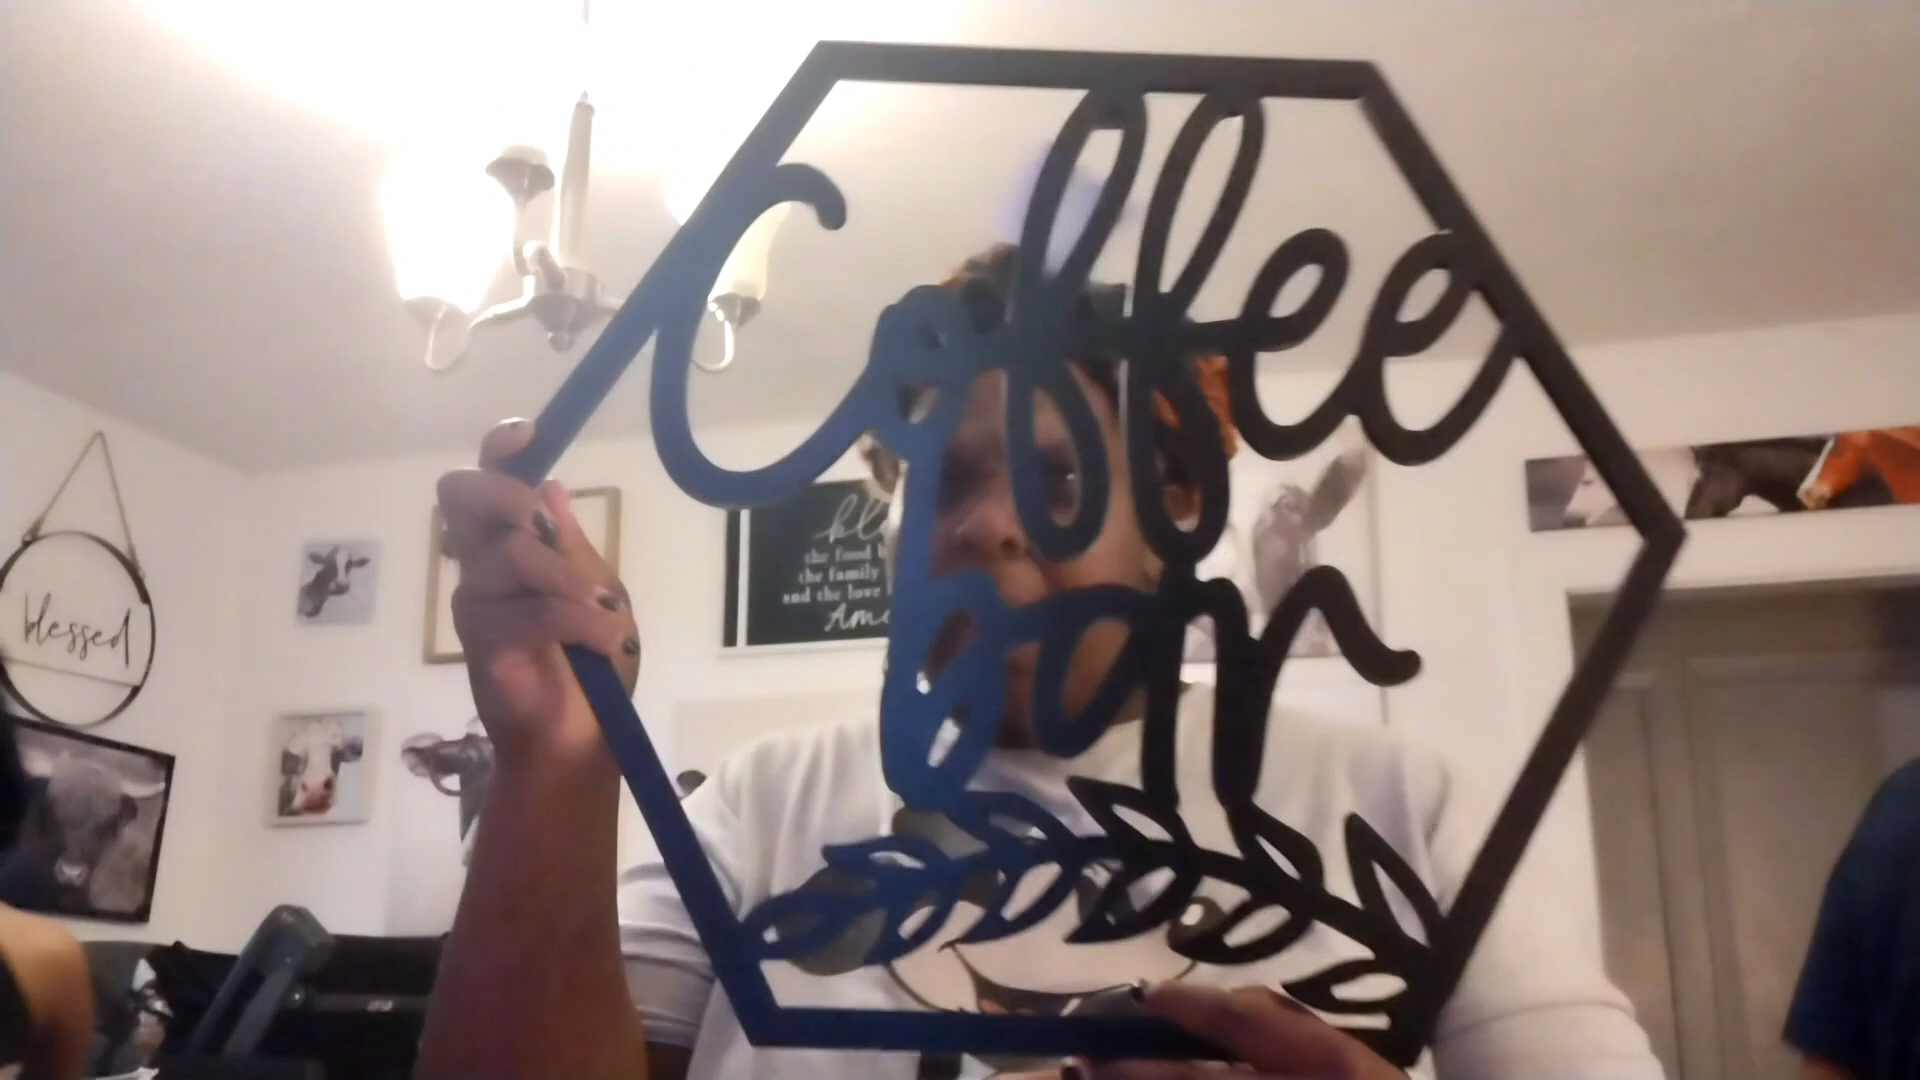 Coffee
bar
blessed
the food
the family
and the love